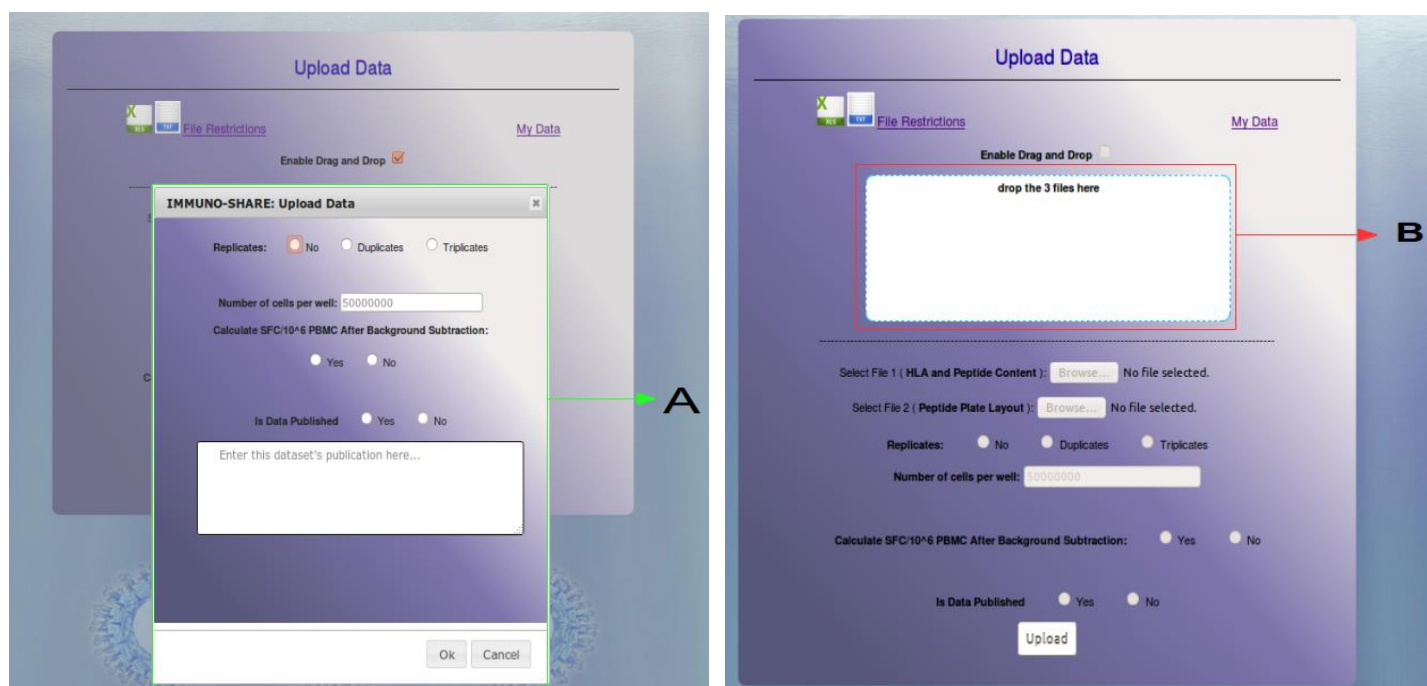 Upload Data
XLS TXT File Restrictions My Data
Enable Drag and Drop
IMMUNO-SHARE: Upload Data
Replicates: No Duplicates Triplicates
Number of cells per well: 50000000
Calculate SFC/10^6 PBMC After Background Subtraction:
Yes No
Is Data Published Yes No
Enter this dataset's publication here...
Ok Cancel
A
Upload Data
XLS TXT File Restrictions My Data
Enable Drag and Drop
drop the 3 files here
B
Select File 1 ( HLA and Peptide Content ): Browse... No file selected.
Select File 2 ( Peptide Plate Layout ): Browse... No file selected.
Replicates: No Duplicates Triplicates
Number of cells per well: 50000000
Calculate SFC/10^6 PBMC After Background Subtraction: Yes No
Is Data Published Yes No
Upload